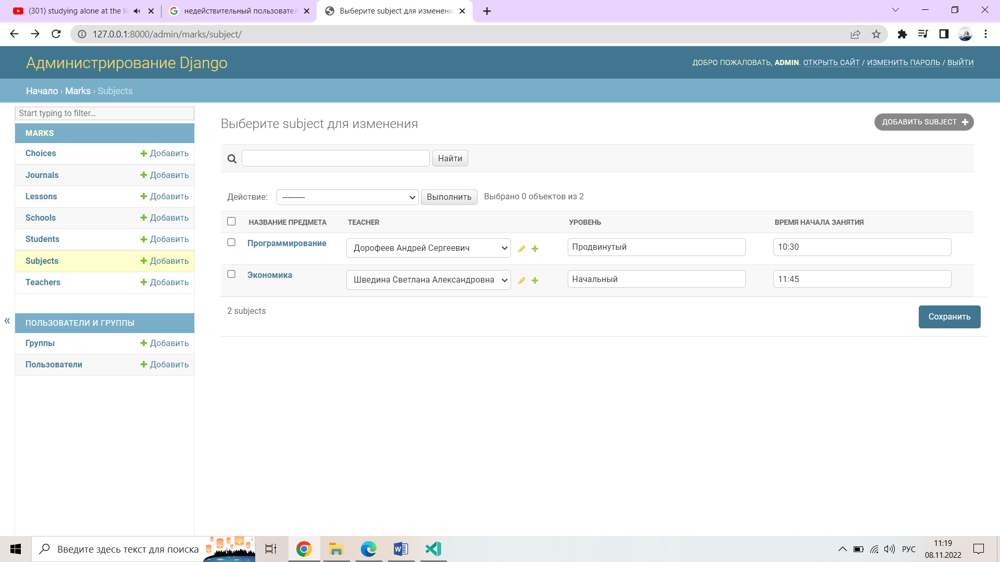 (301) studying alone at the li
недействительный пользовател
Выберите subject для изменени
127.0.0.1:8000/admin/marks/subject/
Администрирование Django
ДОБРО ПОЖАЛОВАТЬ, ADMIN. ОТКРЫТЬ САЙТ / ИЗМЕНИТЬ ПАРОЛЬ / ВЫЙТИ
Начало › Marks › Subjects
Start typing to filter...
MARKS
Choices Добавить
Journals Добавить
Lessons Добавить
Schools Добавить
Students Добавить
Subjects Добавить
Teachers Добавить
«
ПОЛЬЗОВАТЕЛИ И ГРУППЫ
Группы Добавить
Пользователи Добавить
Выберите subject для изменения
ДОБАВИТЬ SUBJECT
Найти
Действие: --------- Выполнить Выбрано 0 объектов из 2
НАЗВАНИЕ ПРЕДМЕТА TEACHER УРОВЕНЬ ВРЕМЯ НАЧАЛА ЗАНЯТИЯ
Программирование Дорофеев Андрей Сергеевич Продвинутый 10:30
Экономика Шведина Светлана Александровна Начальный 11:45
2 subjects
Сохранить
Введите здесь текст для поиска
РУС
11:19
08.11.2022